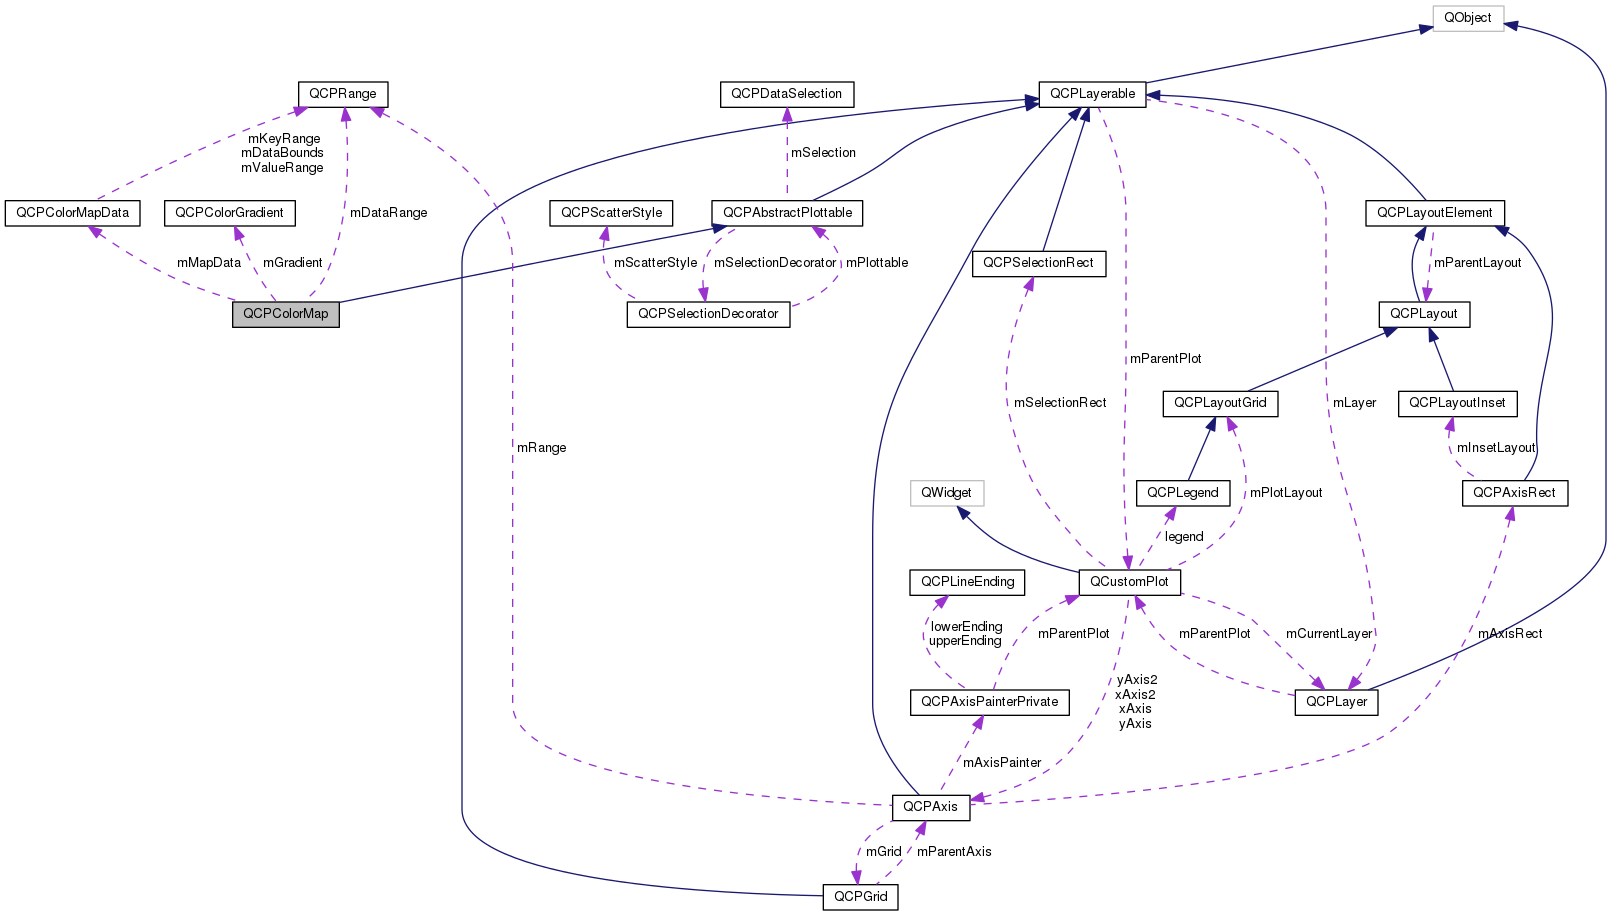 QObject
QCPRange
QCPDataSelection
QCPLayerable
mKeyRange
mDataBounds
mValueRange
mSelection
QCPColorMapData
QCPColorGradient
mDataRange
QCPScatterStyle
QCPAbstractPlottable
QCPLayoutElement
mMapData
mGradient
mScatterStyle
mSelectionDecorator
mPlottable
QCPSelectionRect
mParentLayout
QCPColorMap
QCPSelectionDecorator
QCPLayout
mParentPlot
mSelectionRect
QCPLayoutGrid
mLayer
QCPLayoutInset
mRange
mInsetLayout
QWidget
QCPLegend
mPlotLayout
QCPAxisRect
legend
QCPLineEnding
QCustomPlot
lowerEnding
upperEnding
mParentPlot
mParentPlot
mCurrentLayer
mAxisRect
yAxis2
xAxis2
xAxis
yAxis
QCPAxisPainterPrivate
QCPLayer
mAxisPainter
QCPAxis
mGrid
mParentAxis
QCPGrid